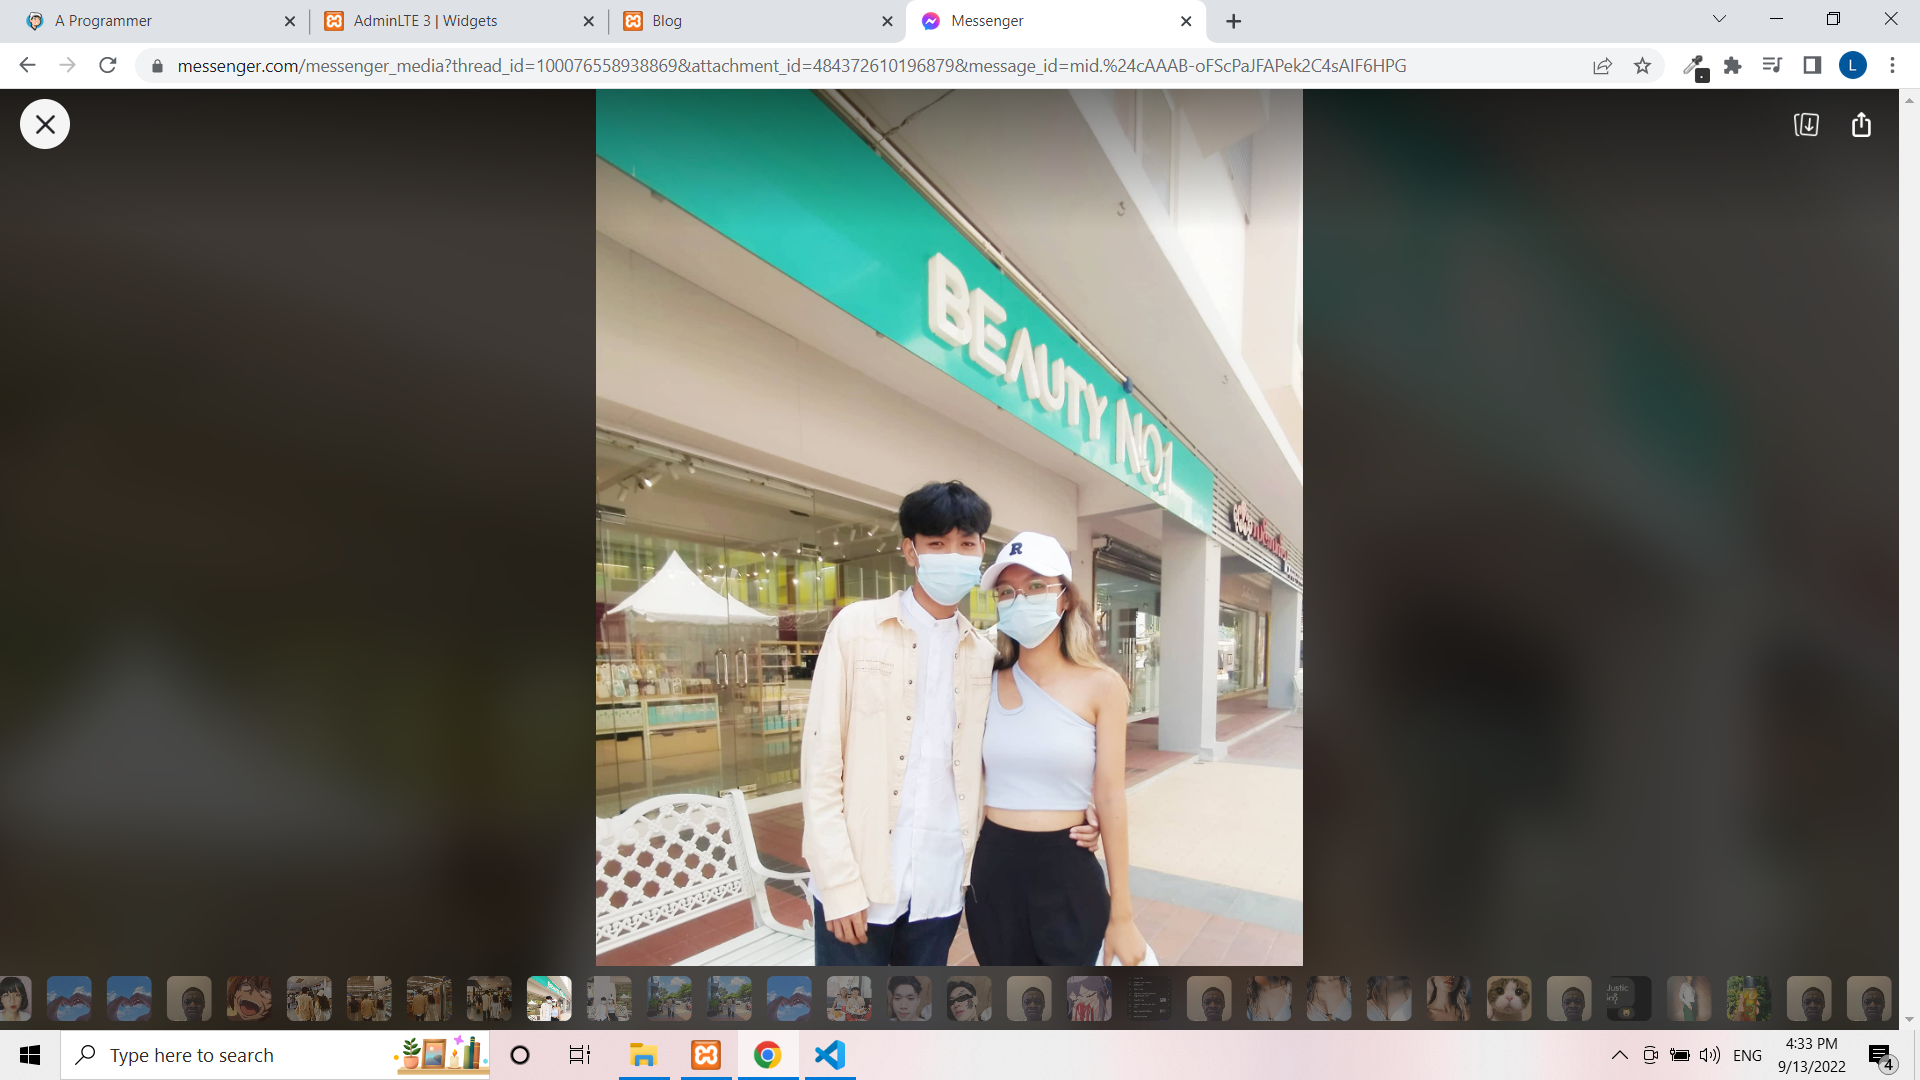 A Programmer
AdminLTE 3 | Widgets
Blog
Messenger
messenger.com/messenger_media?thread_id=100076558938869&attachment_id=484372610196879&message_id=mid.%24cAAAB-oFScPaJFAPek2C4sAIF6HPG
L
BEAUTY NO.1
R
Justic
Type here to search
ENG
4:33 PM
9/13/2022
4